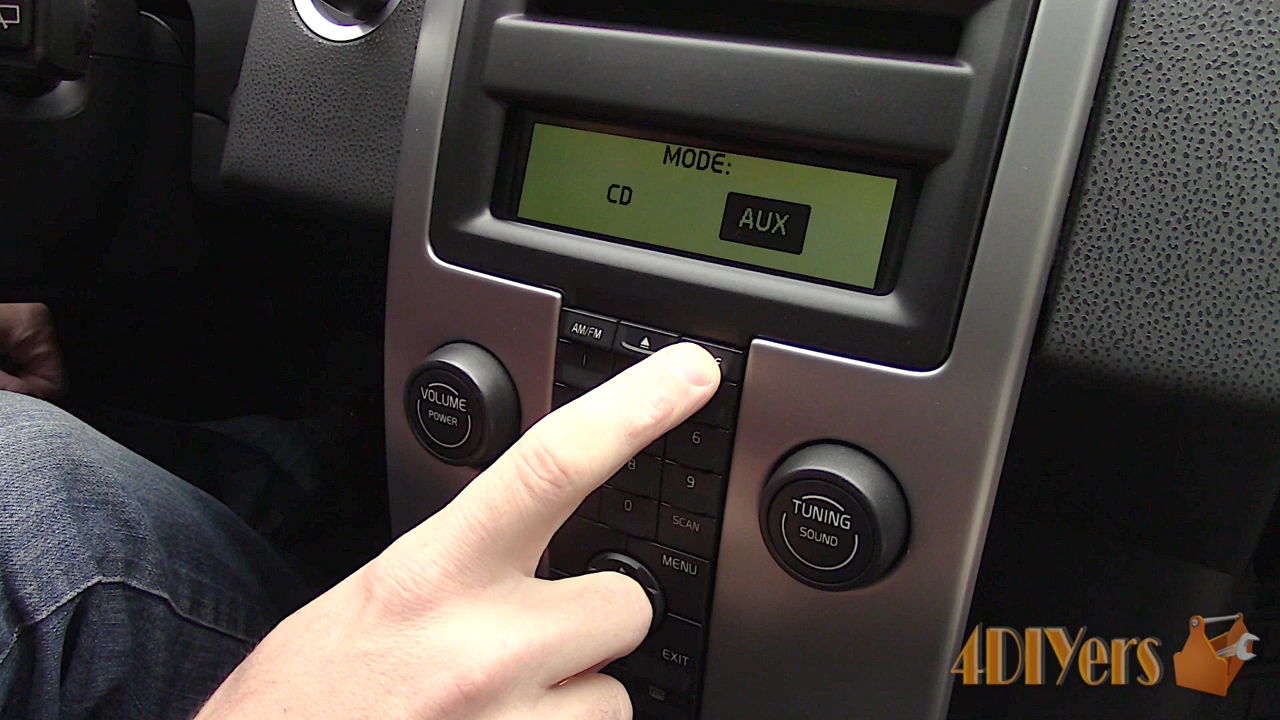 MODE:
CD AUX
AM/FM
VOLUME
POWER
6
8 9
0 SCAN
TUNING
SOUND
MENU
EXIT
4DIYers